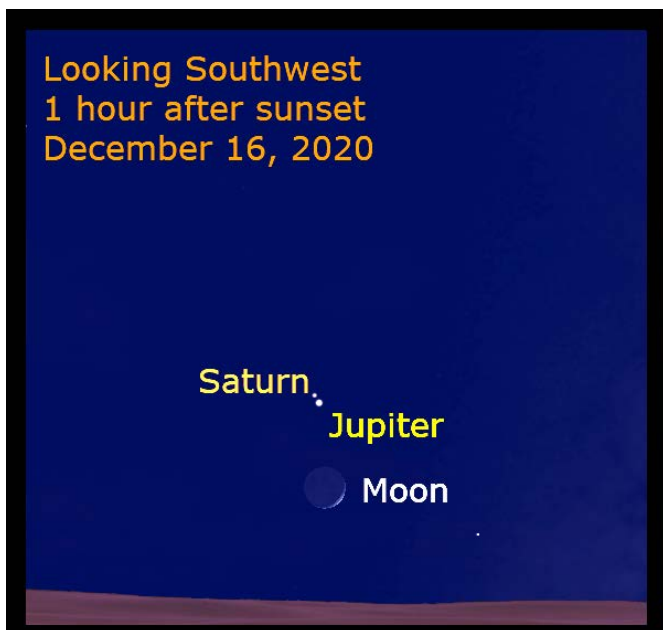 Looking Southwest
1 hour after sunset
December 16, 2020
Saturn
Jupiter
Moon